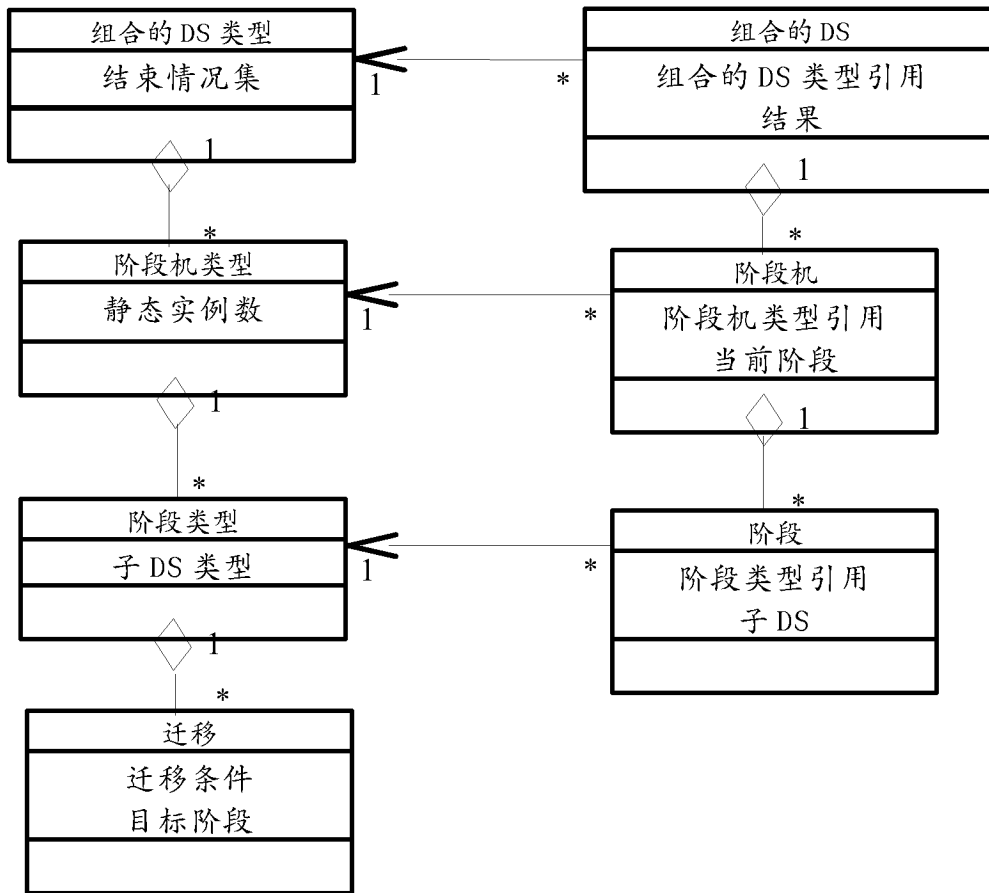 组合的DS类型
组合的DS
结束情况集
组合的DS类型引用
结果
1
*
1
1
*
*
阶段机类型
阶段机
静态实例数
阶段机类型引用
当前阶段
1
*
1
1
*
*
阶段类型
阶段
子DS类型
阶段类型引用
子DS
1
*
1
*
迁移
迁移条件
目标阶段